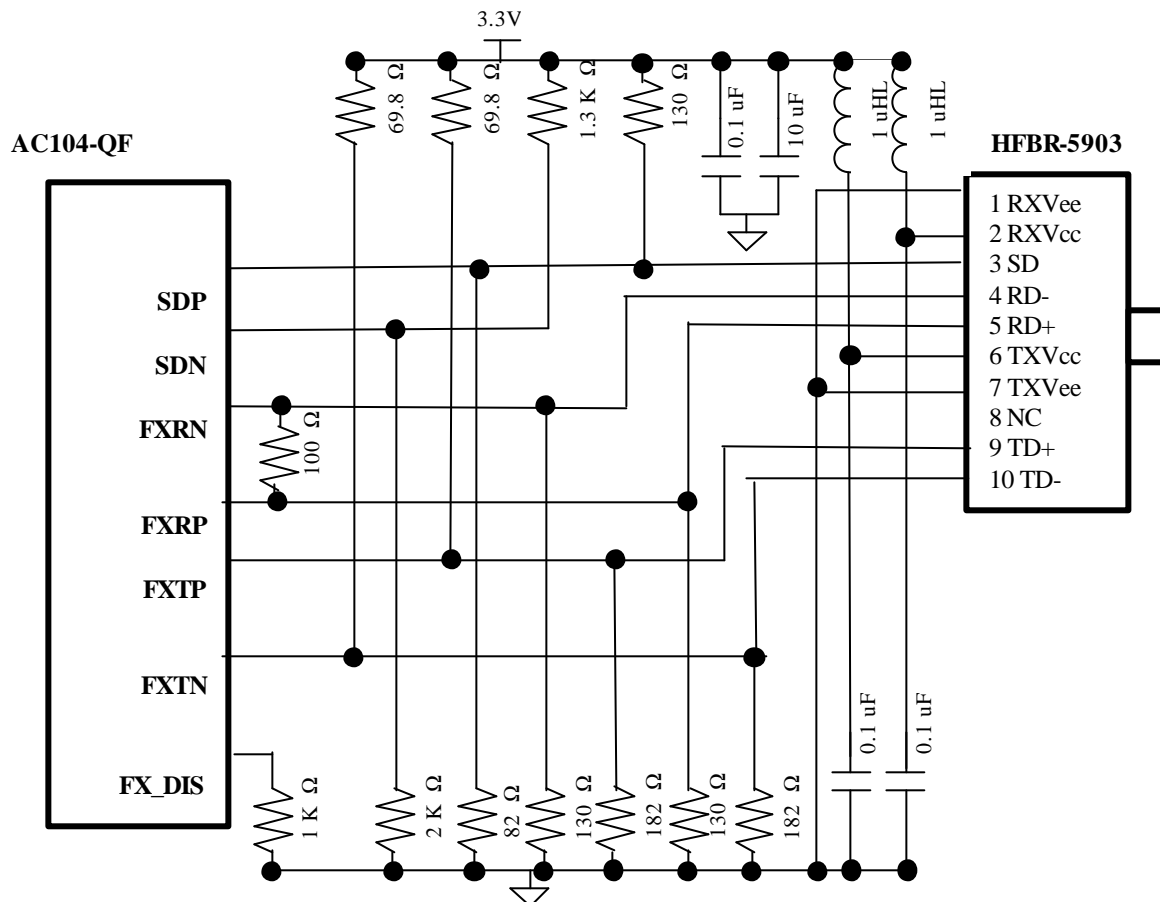 3.3V
69.8 Ω
69.8 Ω
1.3 K Ω
130 Ω
0.1 uF
10 uF
1 uHL
1 uHL
AC104-QF
HFBR-5903
1 RXVee
2 RXVcc
3 SD
4 RD-
5 RD+
6 TXVcc
7 TXVee
8 NC
9 TD+
10 TD-
SDP
SDN
FXRN
100 Ω
FXRP
FXTP
FXTN
FX_DIS
1 K Ω
2 K Ω
82 Ω
130 Ω
182 Ω
130 Ω
182 Ω
0.1 uF
0.1 uF